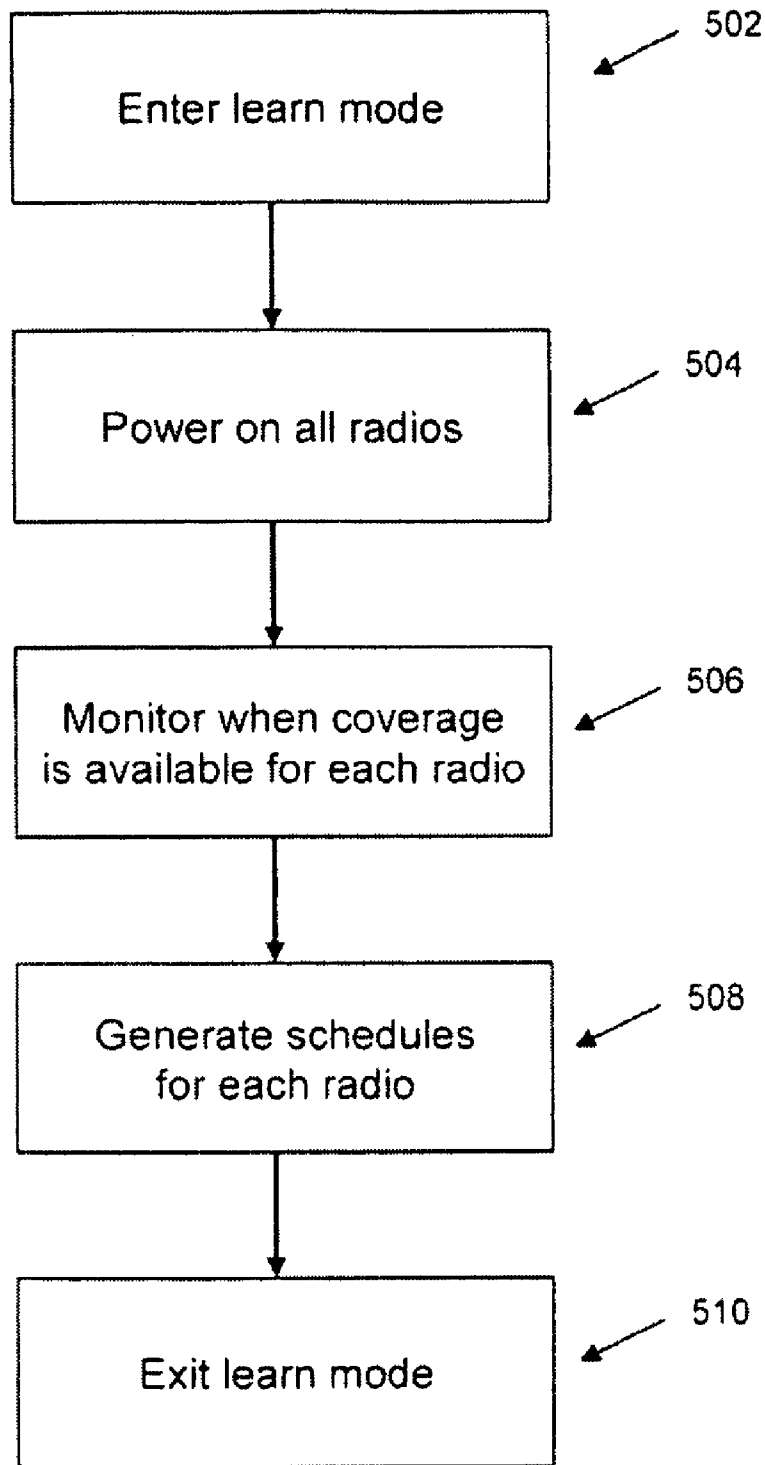 502
Enter learn mode
504
Power on all radios
506
Monitor when coverage
is available for each radio
508
Generate schedules
for each radio
510
Exit learn mode